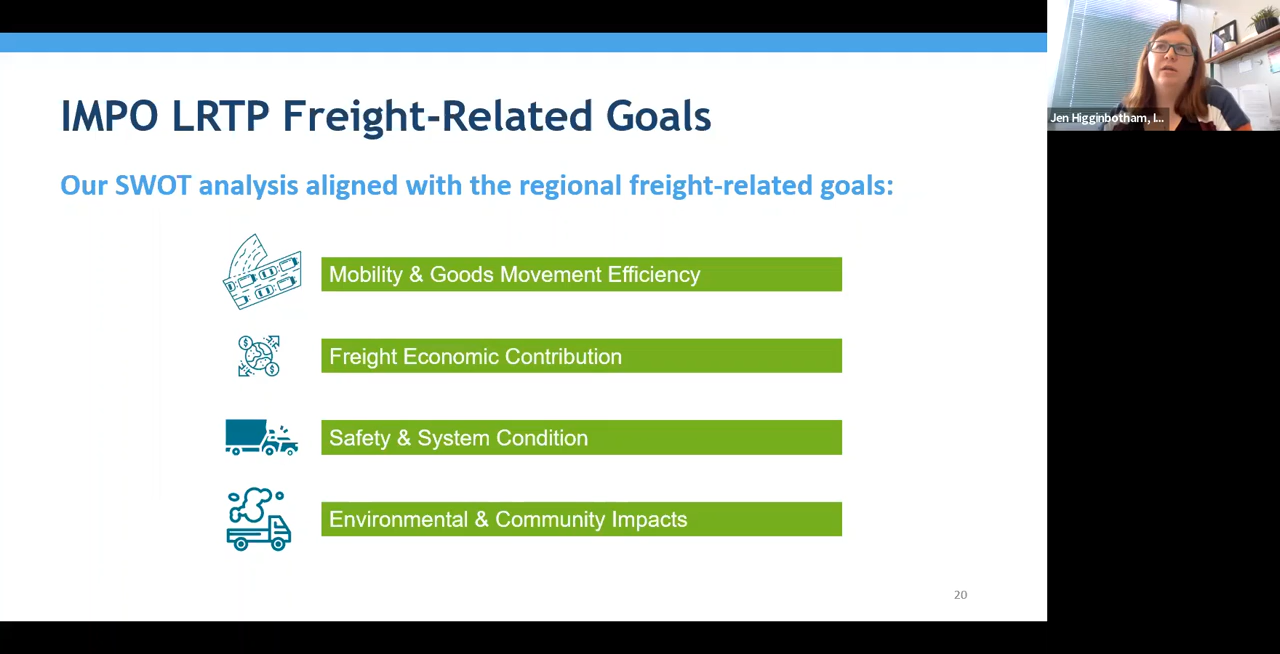 IMPO LRTP Freight-Related Goals
Our SWOT analysis aligned with the regional freight-related goals:
Mobility & Goods Movement Efficiency
Freight Economic Contribution
Safety & System Condition
Environmental & Community Impacts
20
Jen Higginbotham, I...